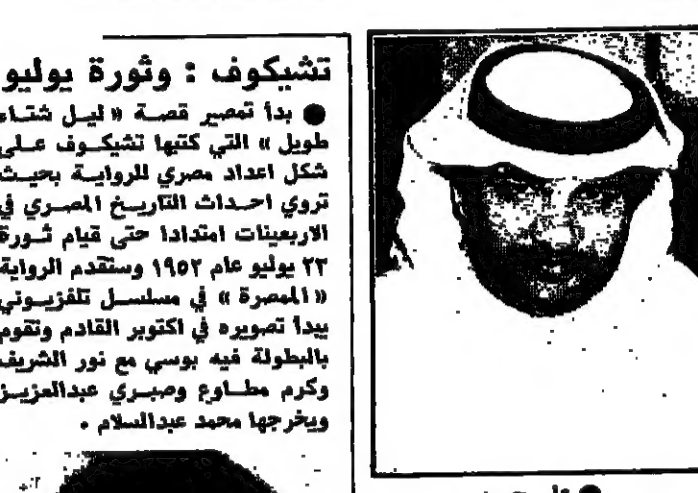 تشيكوف : وثورة يوليو
● بدأ تمصير قصة « ليل شتاء
طويل » التي كتبها تشيكوف على
شكل اعداد مصري للرواية بحيث
تروي احداث التاريخ المصري في
الاربعينات امتدادا حتى قيام ثورة
٢٣ يوليو عام ١٩٥٢ وستقدم الرواية
« الممصرة » في مسلسل تلفزيوني
يبدأ تصويره في اكتوبر القادم وتقوم
بالبطولة فيه بوسي مع نور الشريف
وكرم مطاوع وصبري عبدالعزيز
ويخرجها محمد عبدالسلام .